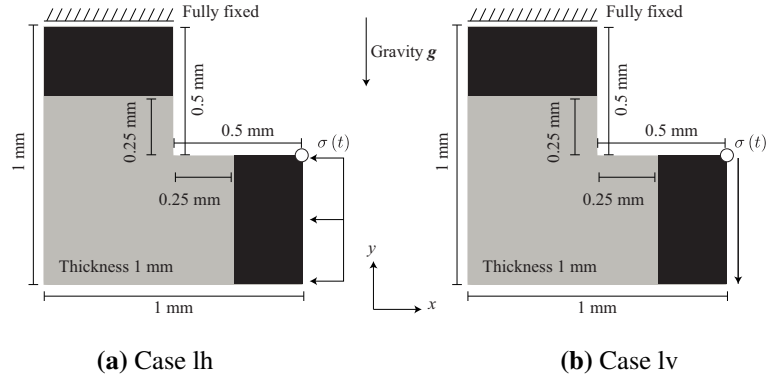 Fully fixed
Gravity g
0.5 mm
0.25 mm
0.5 mm
σ (t)
1 mm
0.25 mm
Thickness 1 mm
1 mm
y
x
Fully fixed
0.5 mm
0.25 mm
0.5 mm
σ (t)
1 mm
0.25 mm
Thickness 1 mm
1 mm
(a) Case lh
(b) Case lv